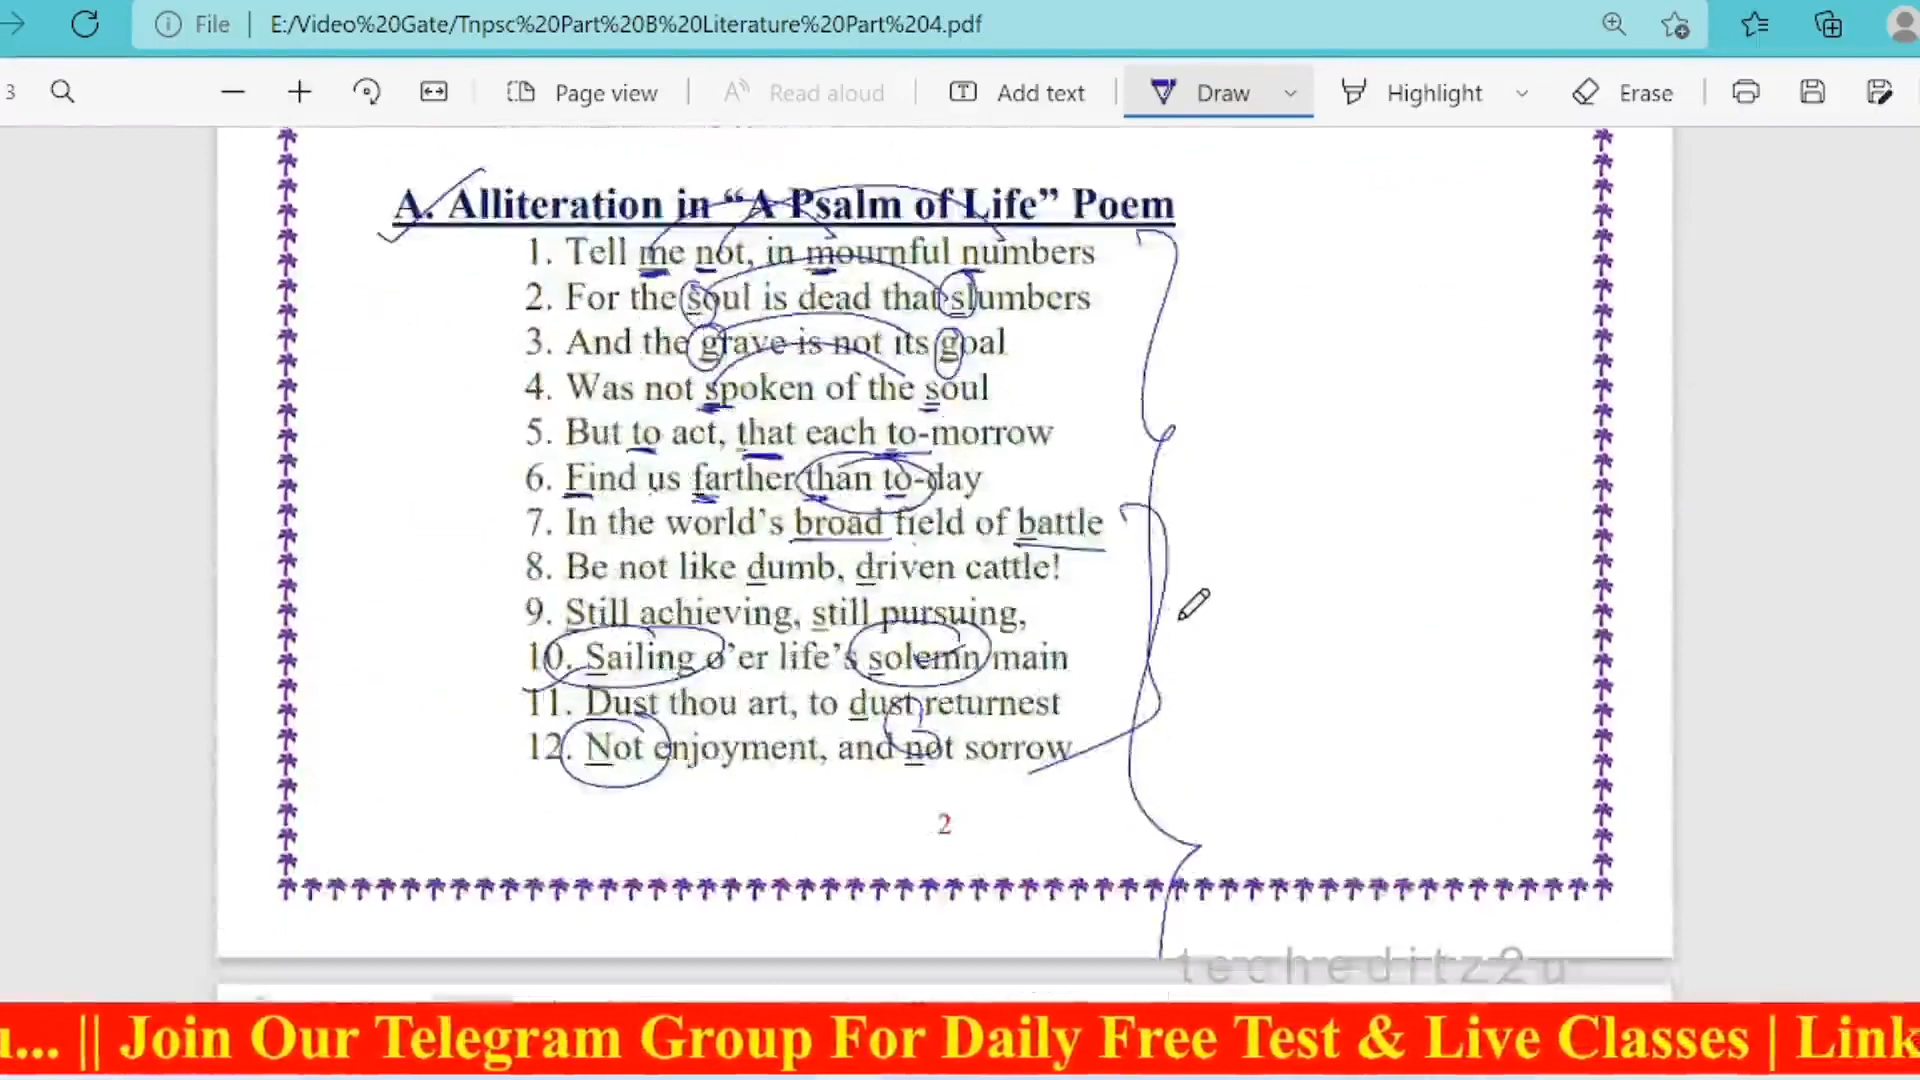 File
E:/Video%20Gate/Tnpsc%20Part%20B%20Literature%20Part%204.pdf
3
Page view
Read aloud
Add text
Draw
Highlight
Erase
A. Alliteration in “A Psalm of Life” Poem
1. Tell me not, in mournful numbers
2. For the soul is dead that slumbers
3. And the grave is not its goal
4. Was not spoken of the soul
5. But to act, that each to-morrow
6. Find us farther than to-day
7. In the world’s broad field of battle
8. Be not like dumb, driven cattle!
9. Still achieving, still pursuing,
10. Sailing o’er life’s solemn main
11. Dust thou art, to dust returnest
12. Not enjoyment, and not sorrow
2
techeditz2u
u... || Join Our Telegram Group For Daily Free Test & Live Classes | Link